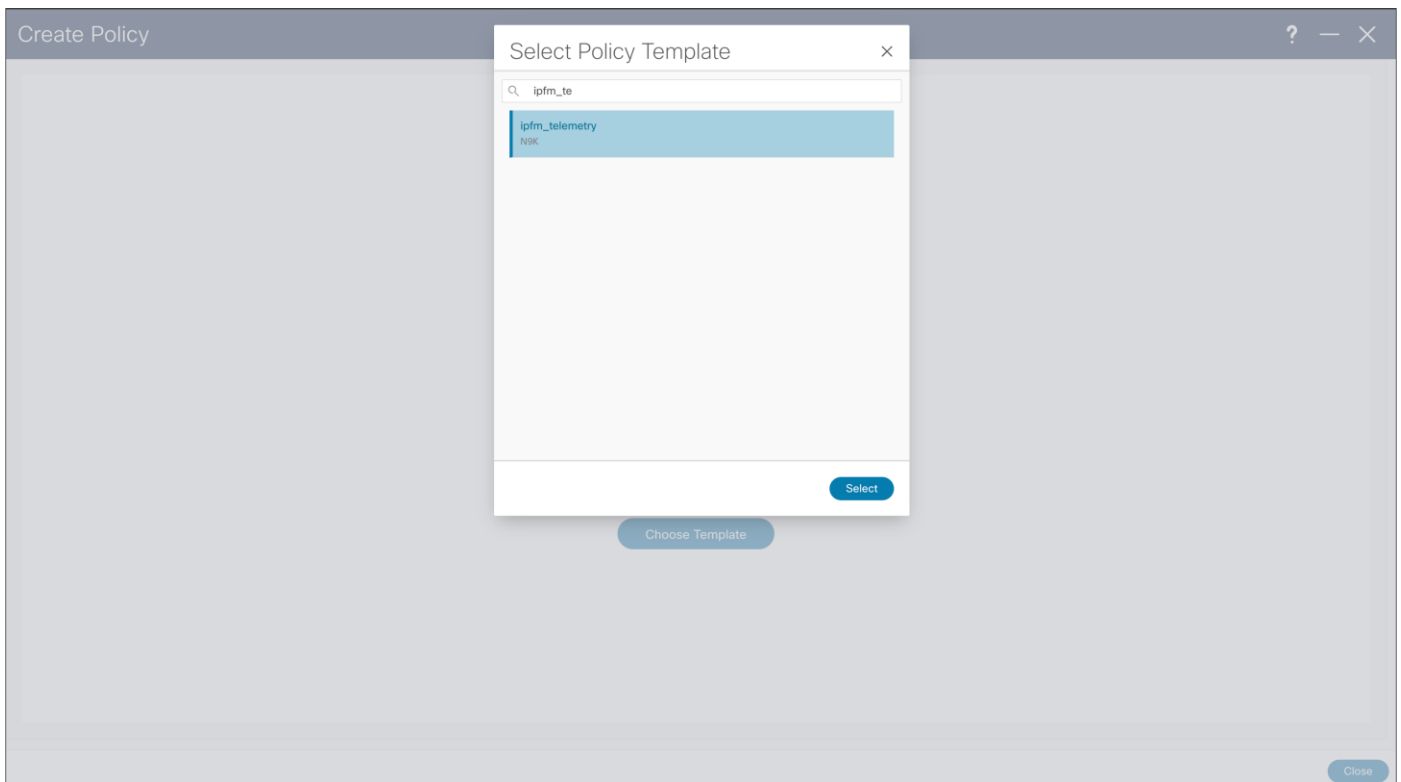 Create Policy
?
Select Policy Template
ipfm_te
ipfm_telemetry
N9K
Select
Choose Template
Close